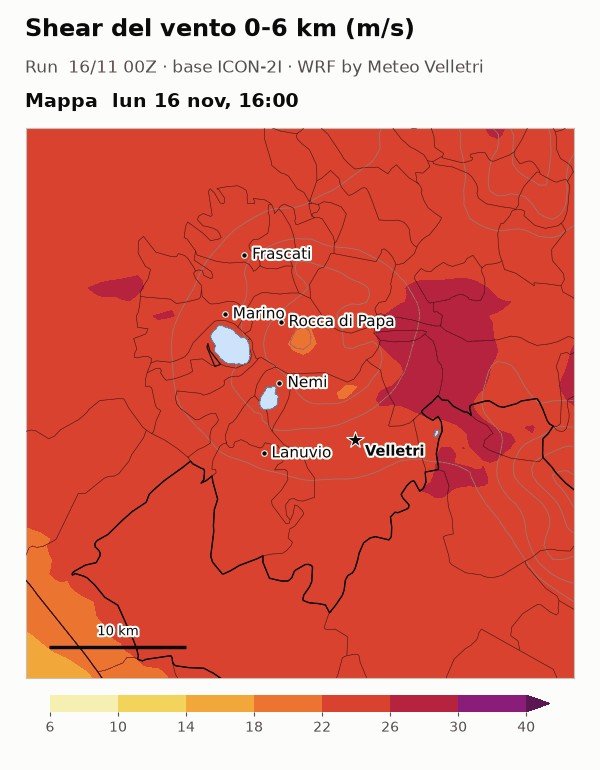 Shear del vento 0-6 km (m/s)
Run  16/11 00Z · base ICON-2I · WRF by Meteo Velletri
Mappa  lun 16 nov, 16:00
Frascati
Marino
Rocca di Papa
Nemi
Velletri
Lanuvio
10 km
6 10 14 18 22 26 30 40